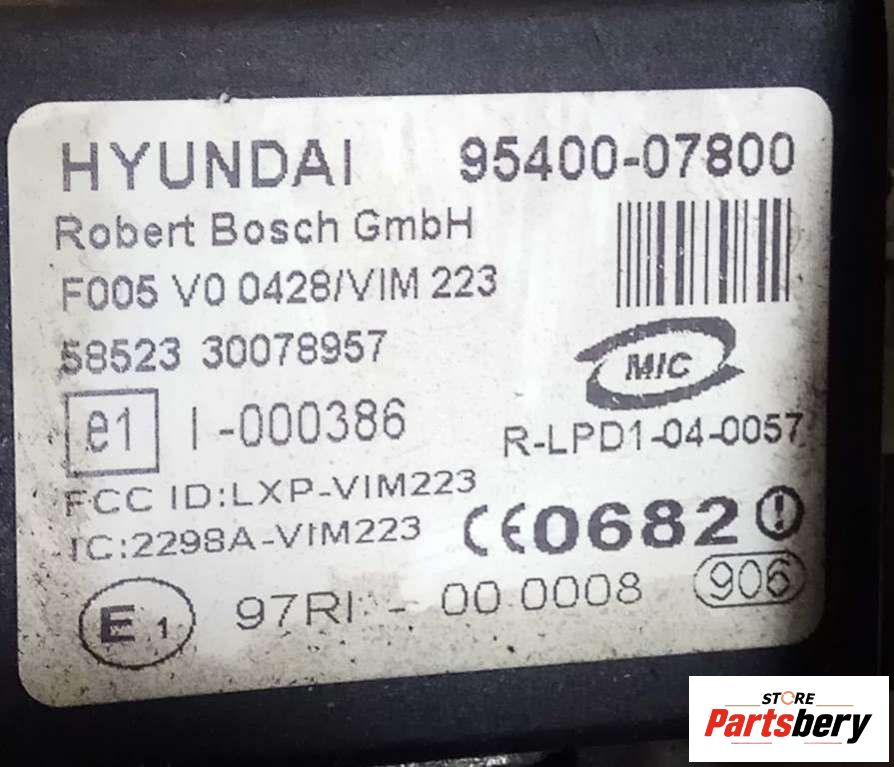 HYUNDAI 95400-07800
Robert Bosch GmbH
F005 V0 0428/VIM 223
58523 30078957
MIC
e1 I-000386
R-LPD1-04-0057
FCC ID:LXP-VIM223
IC:2298A-VIM223
CE0682
E1 97RI - 00 0008 906
STORE
Partsbery